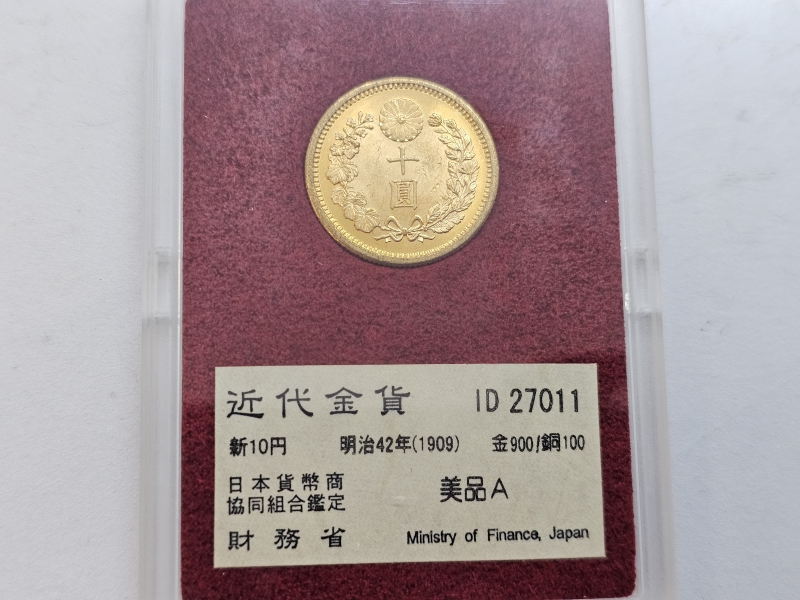 十
圓
近代金貨 ID 27011
新10円 明治42年(1909) 金900/銅100
日本貨幣商
協同組合鑑定 美品A
財務省 Ministry of Finance, Japan